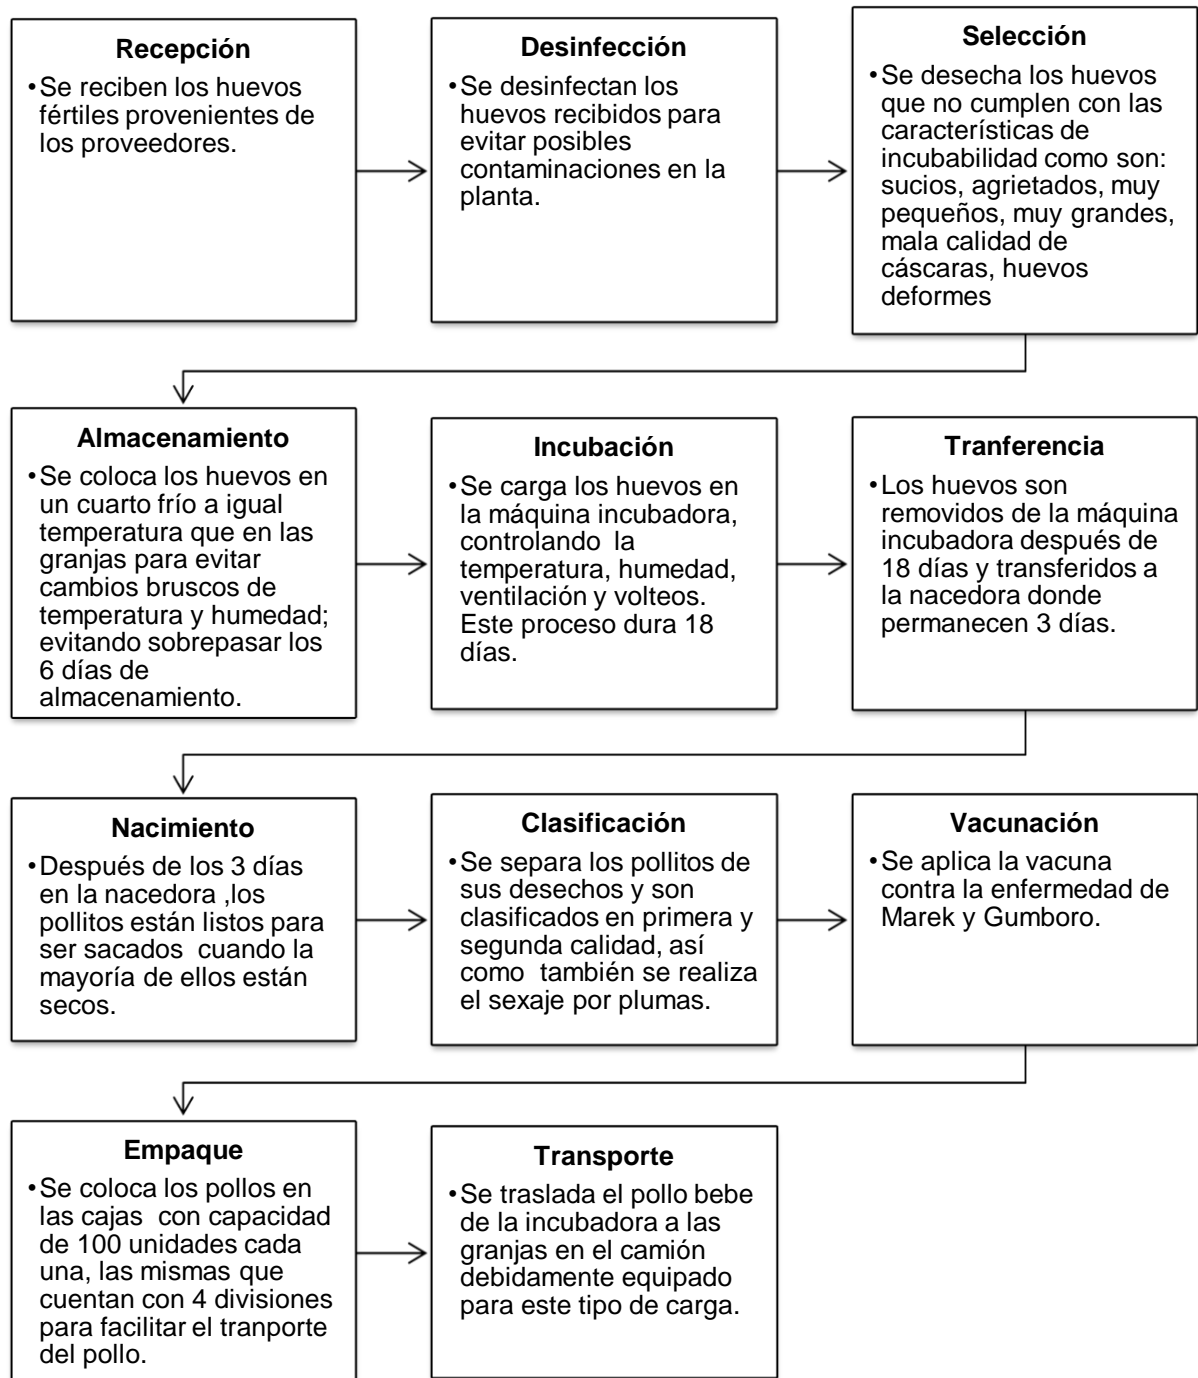 Recepción
•Se reciben los huevos
fértiles provenientes de
los proveedores.
Desinfección
•Se desinfectan los
huevos recibidos para
evitar posibles
contaminaciones en la
planta.
Selección
•Se desecha los huevos
que no cumplen con las
características de
incubabilidad como son:
sucios, agrietados, muy
pequeños, muy grandes,
mala calidad de
cáscaras, huevos
deformes
Almacenamiento
•Se coloca los huevos en
un cuarto frío a igual
temperatura que en las
granjas para evitar
cambios bruscos de
temperatura y humedad;
evitando sobrepasar los
6 días de
almacenamiento.
Incubación
•Se carga los huevos en
la máquina incubadora,
controlando la
temperatura, humedad,
ventilación y volteos.
Este proceso dura 18
días.
Tranferencia
•Los huevos son
removidos de la máquina
incubadora después de
18 días y transferidos a
la nacedora donde
permanecen 3 días.
Nacimiento
•Después de los 3 días
en la nacedora ,los
pollitos están listos para
ser sacados cuando la
mayoría de ellos están
secos.
Clasificación
•Se separa los pollitos de
sus desechos y son
clasificados en primera y
segunda calidad, así
como también se realiza
el sexaje por plumas.
Vacunación
•Se aplica la vacuna
contra la enfermedad de
Marek y Gumboro.
Empaque
•Se coloca los pollos en
las cajas con capacidad
de 100 unidades cada
una, las mismas que
cuentan con 4 divisiones
para facilitar el tranporte
del pollo.
Transporte
•Se traslada el pollo bebe
de la incubadora a las
granjas en el camión
debidamente equipado
para este tipo de carga.